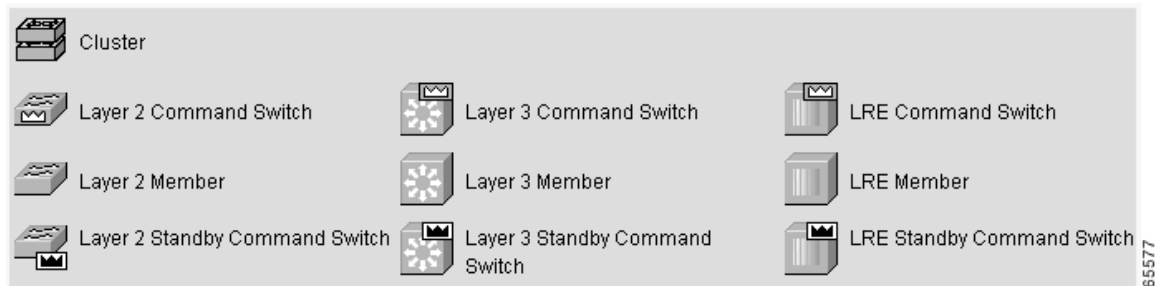 Cluster
Layer 2 Command Switch
Layer 3 Command Switch
LRE Command Switch
Layer 2 Member
Layer 3 Member
LRE Member
Layer 2 Standby Command Switch
Layer 3 Standby Command
Switch
LRE Standby Command Switch
65577